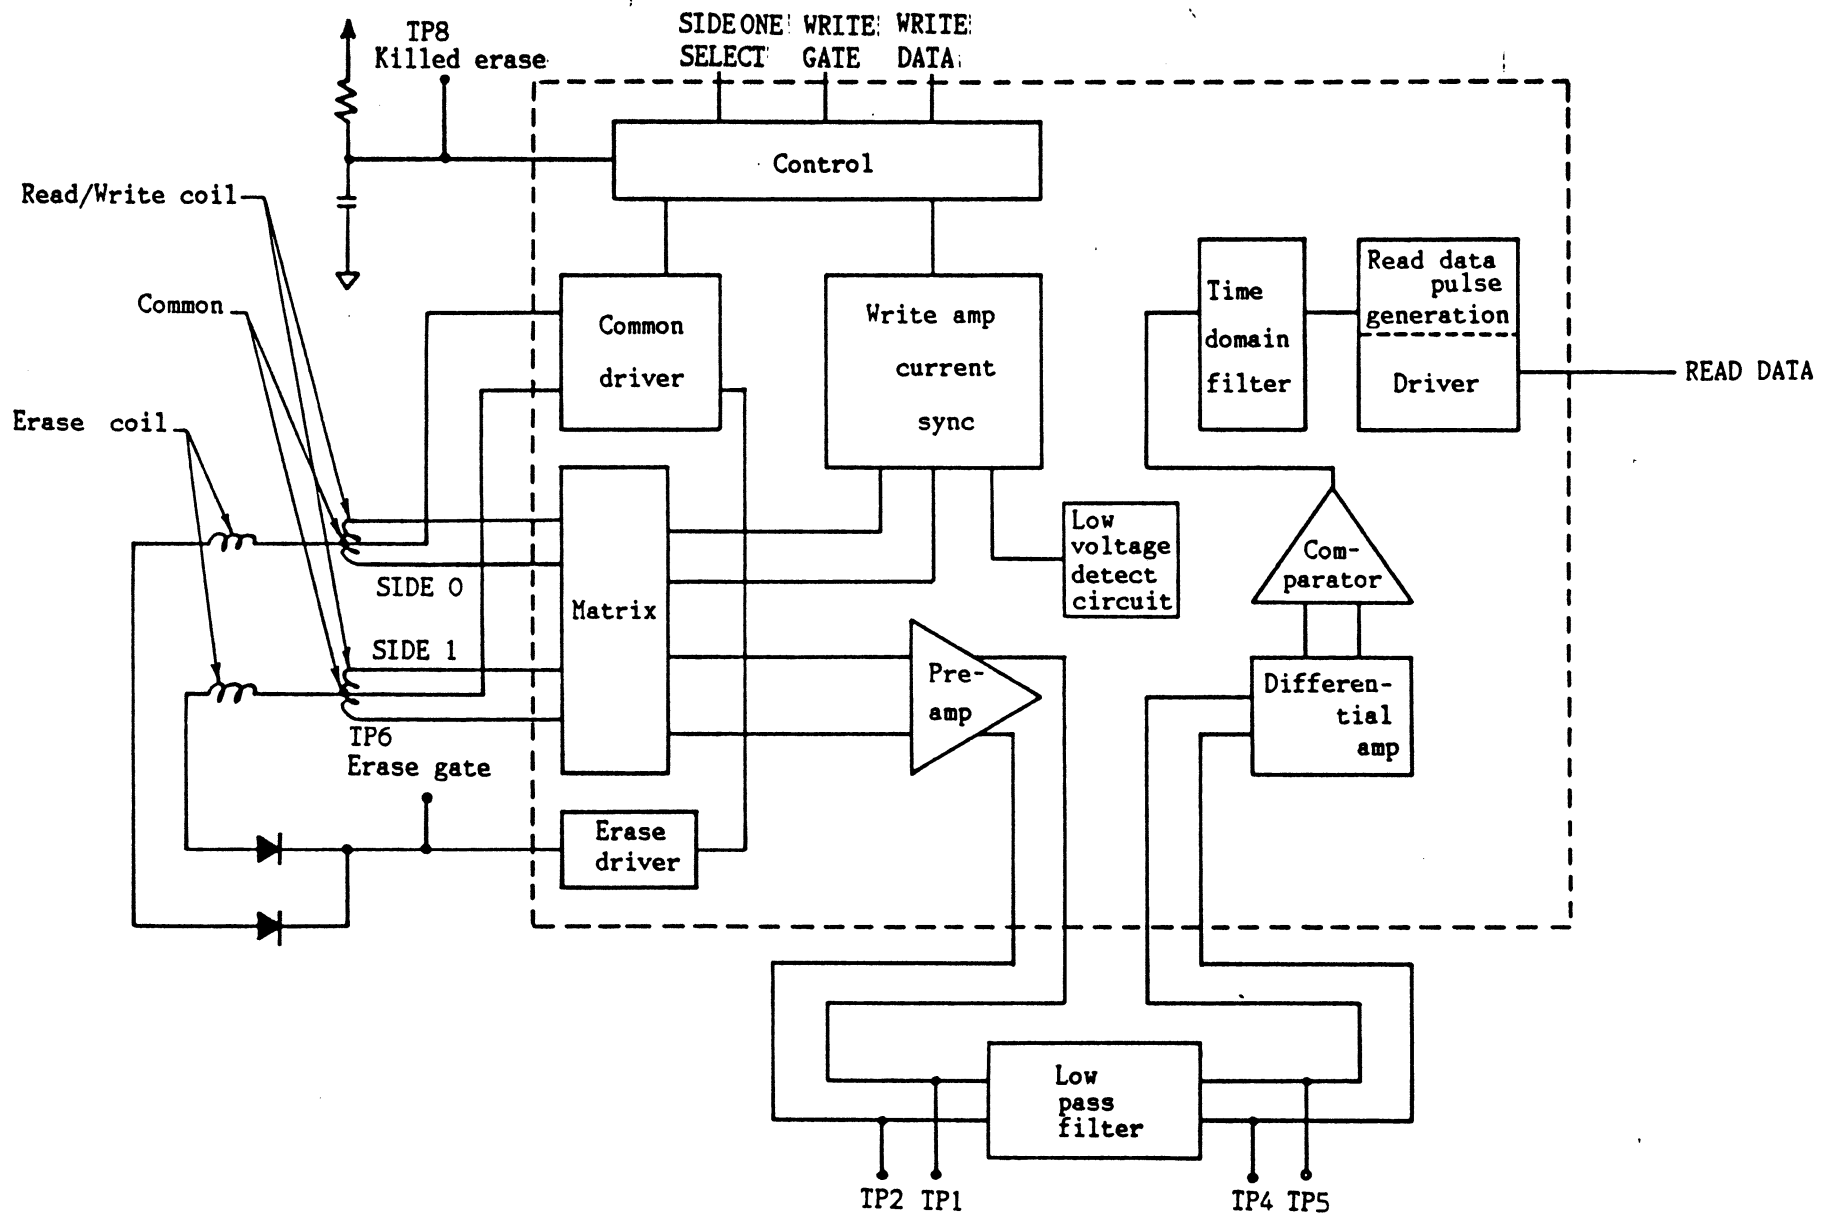 TP8
Killed erase
SIDE ONE
SELECT
WRITE
GATE
WRITE
DATA
Control
Read/Write coil
Common
Erase coil
Common
driver
Write amp
current
sync
Time
domain
filter
Read data
pulse
generation
Driver
READ DATA
Low
voltage
detect
circuit
Com-
parator
SIDE 0
Matrix
SIDE 1
Pre-
amp
Differen-
tial
amp
TP6
Erase gate
Erase
driver
Low
pass
filter
TP2
TP1
TP4
TP5